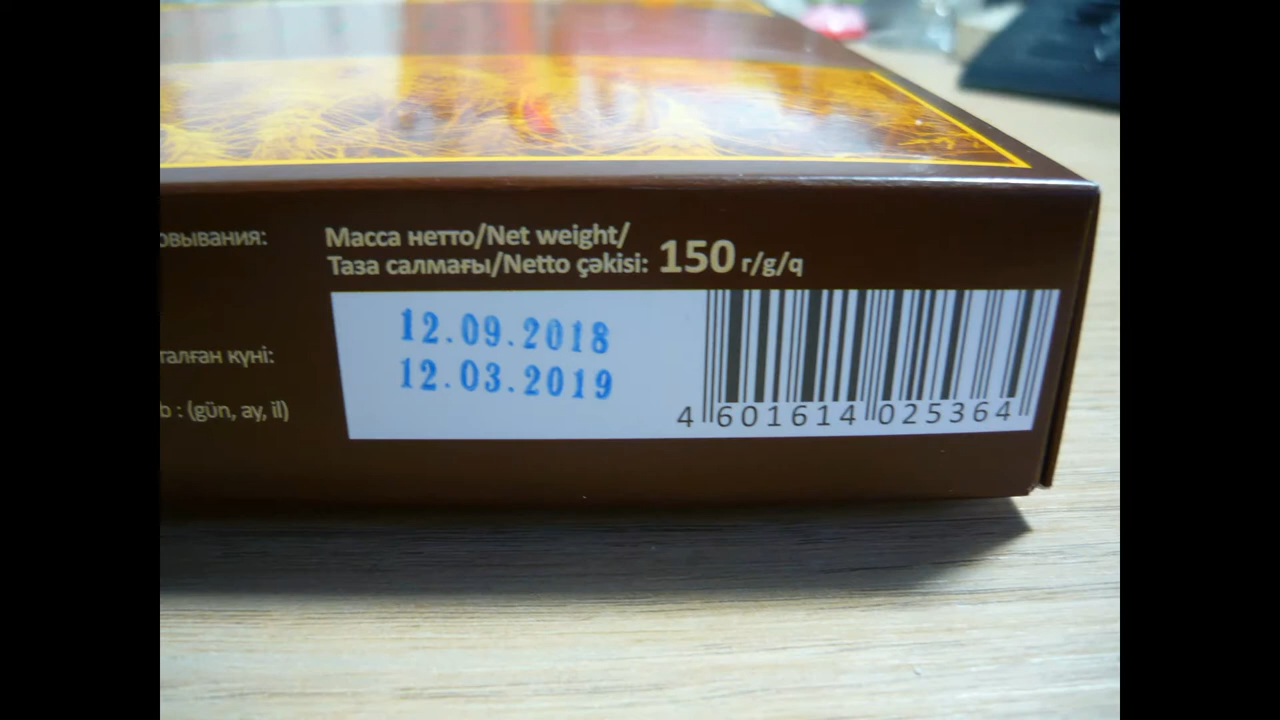 овывания:
Масса нетто/Net weight/
Таза салмағы/Netto çəkisi: 150 г/g/q
12.09.2018
12.03.2019
талған күні:
b : (gün, ay, il)
4 601614 025364